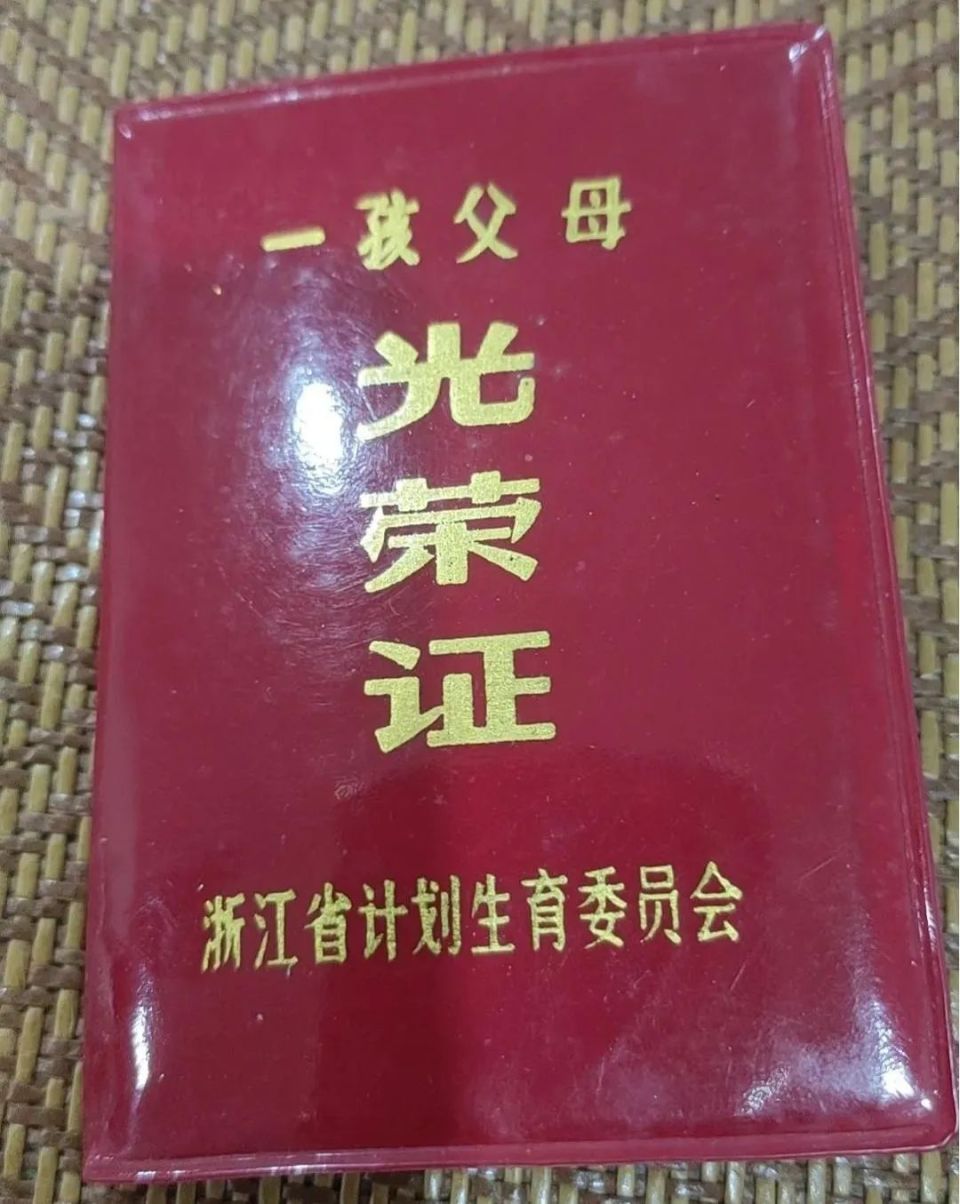 一孩父母
光
荣
证
浙江省计划生育委员会